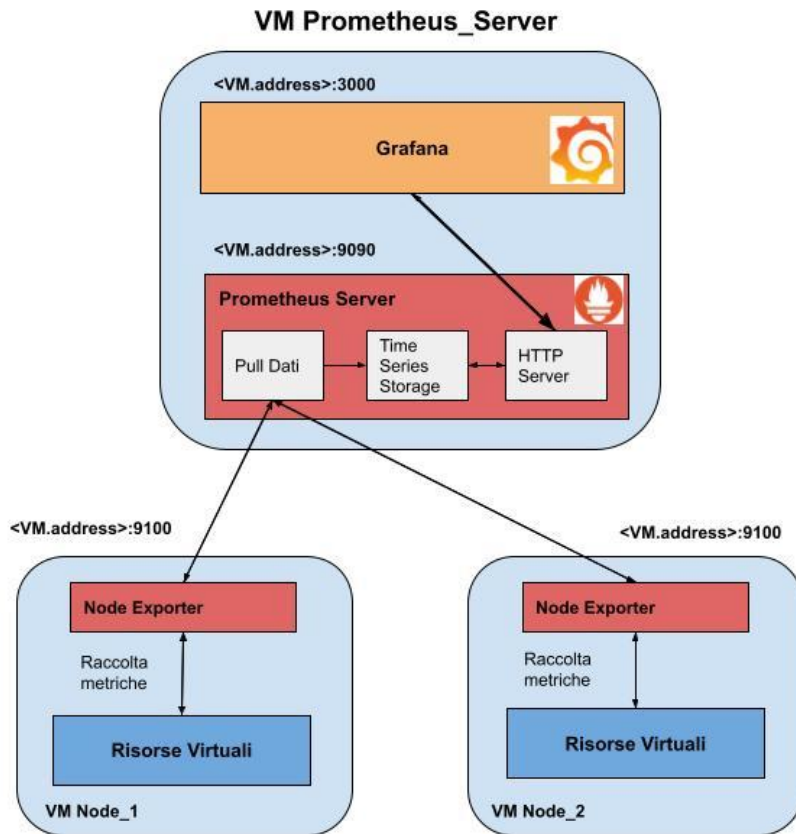 VM Prometheus_Server
<VM.address>:3000
Grafana
<VM.address>:9090
Prometheus Server
Pull Dati
Time
Series
Storage
HTTP
Server
<VM.address>:9100
<VM.address>:9100
Node Exporter
Raccolta
metriche
Risorse Virtuali
VM Node_1
Node Exporter
Raccolta
metriche
Risorse Virtuali
VM Node_2